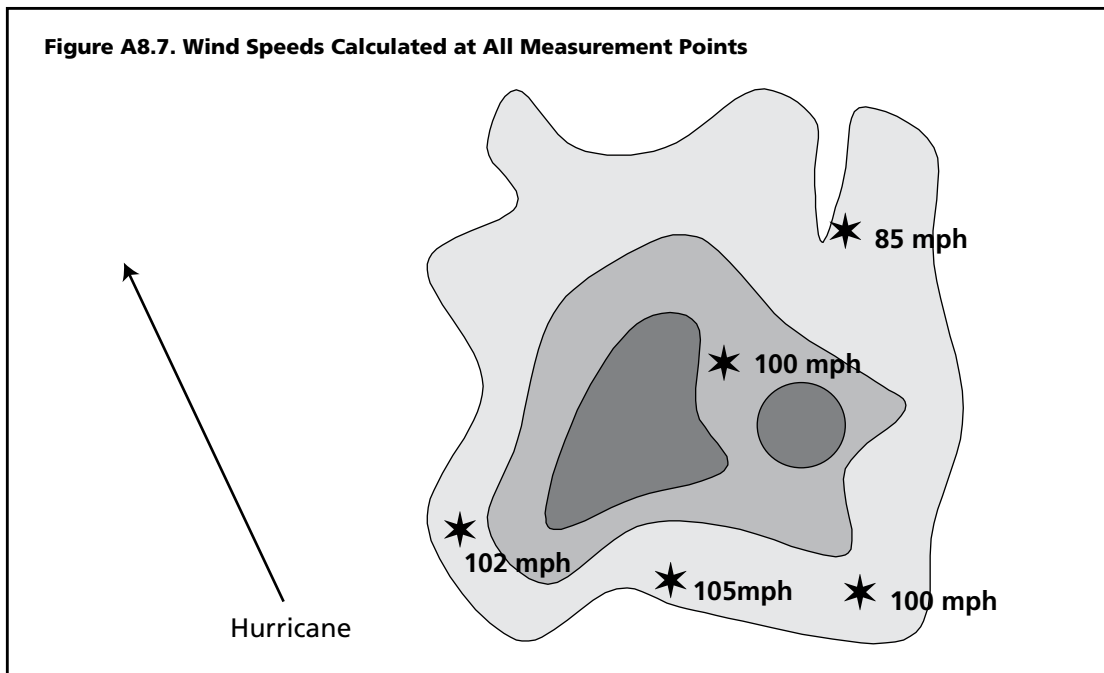 Figure A8.7. Wind Speeds Calculated at All Measurement Points
85 mph
100 mph
102 mph
105mph
100 mph
Hurricane